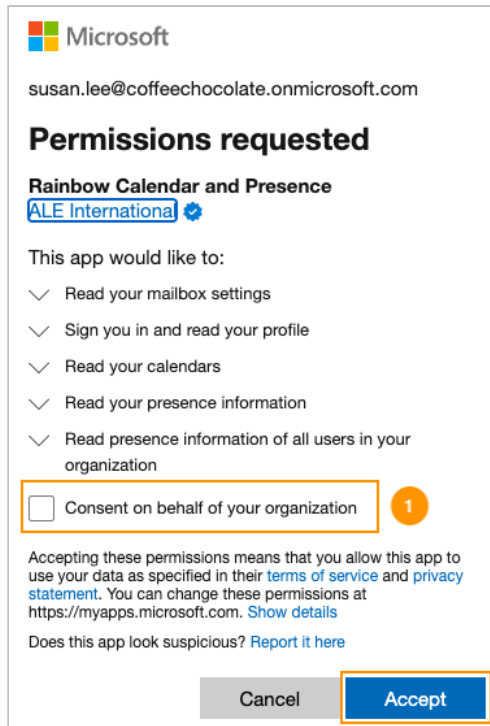 Microsoft
susan.lee@coffeechocolate.onmicrosoft.com
Permissions requested
Rainbow Calendar and Presence
ALE International
This app would like to:
Read your mailbox settings
Sign you in and read your profile
Read your calendars
Read your presence information
Read presence information of all users in your
organization
Consent on behalf of your organization 1
Accepting these permissions means that you allow this app to
use your data as specified in their terms of service and privacy
statement. You can change these permissions at
https://myapps.microsoft.com. Show details
Does this app look suspicious? Report it here
Cancel Accept